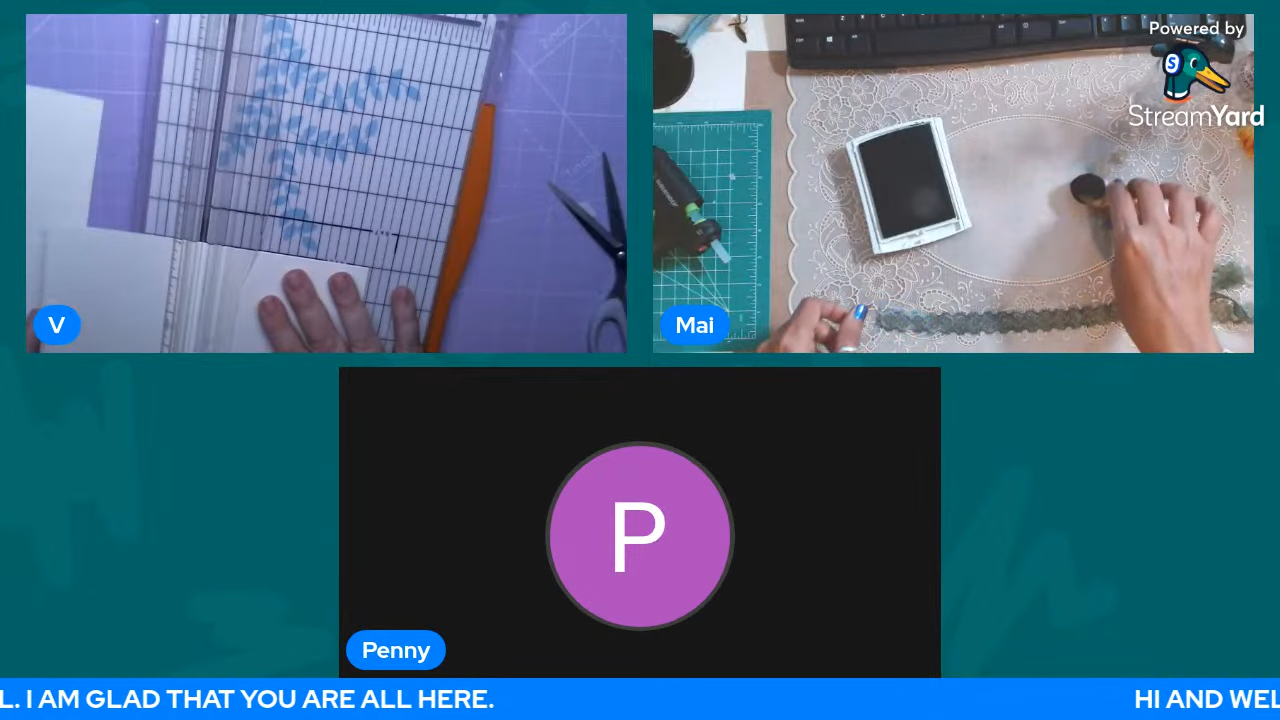 Powered by
StreamYard
V
Mai
P
Penny
L. I AM GLAD THAT YOU ARE ALL HERE.
HI AND WEL